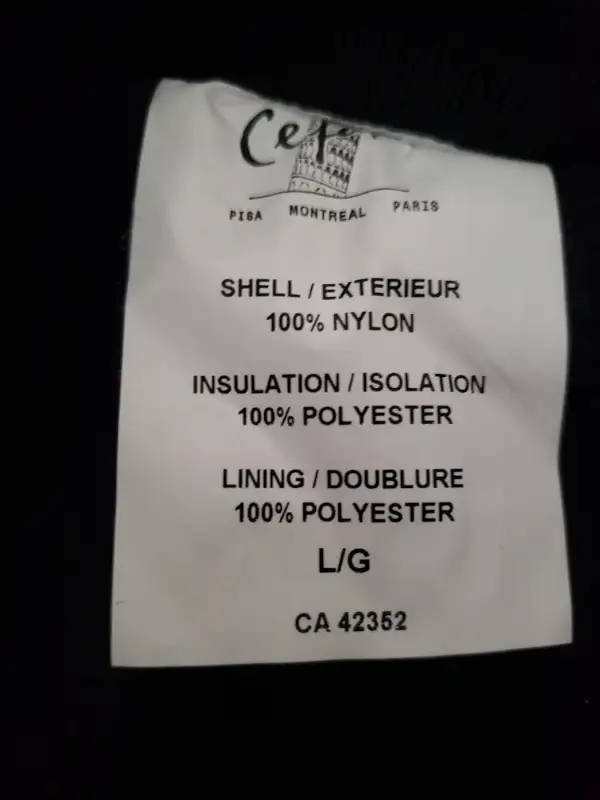 PISA MONTREAL PARIS
SHELL / EXTERIEUR
100% NYLON
INSULATION / ISOLATION
100% POLYESTER
LINING / DOUBLURE
100% POLYESTER
L/G
CA 42352